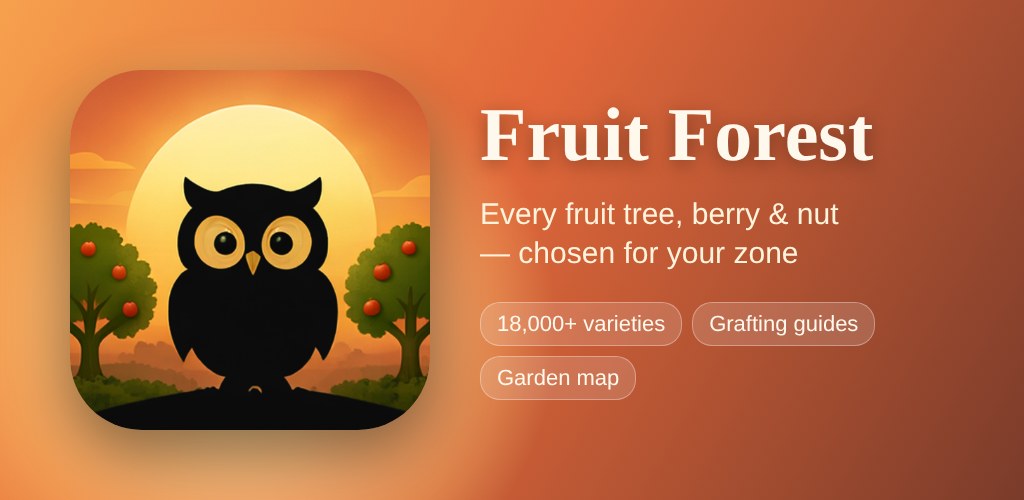 Fruit Forest
Every fruit tree, berry & nut
— chosen for your zone
18,000+ varieties
Grafting guides
Garden map